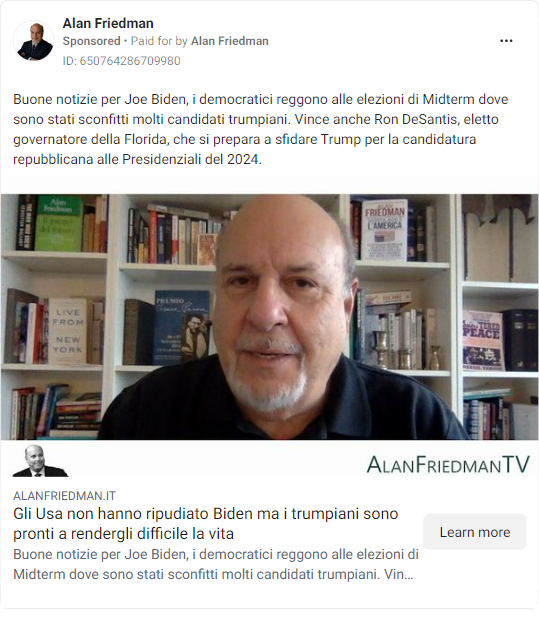 Alan Friedman
Sponsored • Paid for by Alan Friedman
ID: 650764286709980
Buone notizie per Joe Biden, i democratici reggono alle elezioni di Midterm dove
sono stati sconfitti molti candidati trumpiani. Vince anche Ron DeSantis, eletto
governatore della Florida, che si prepara a sfidare Trump per la candidatura
repubblicana alle Presidenziali del 2024.
Alan
Friedman
ALAN
FRIEDMAN
L'AMERICA
LIVE
FROM
NEW
YORK
PREMIO
PEACE
ALANFRIEDMANTV
ALANFRIEDMAN.IT
Gli Usa non hanno ripudiato Biden ma i trumpiani sono
pronti a rendergli difficile la vita
Learn more
Buone notizie per Joe Biden, i democratici reggono alle elezioni di
Midterm dove sono stati sconfitti molti candidati trumpiani. Vin...